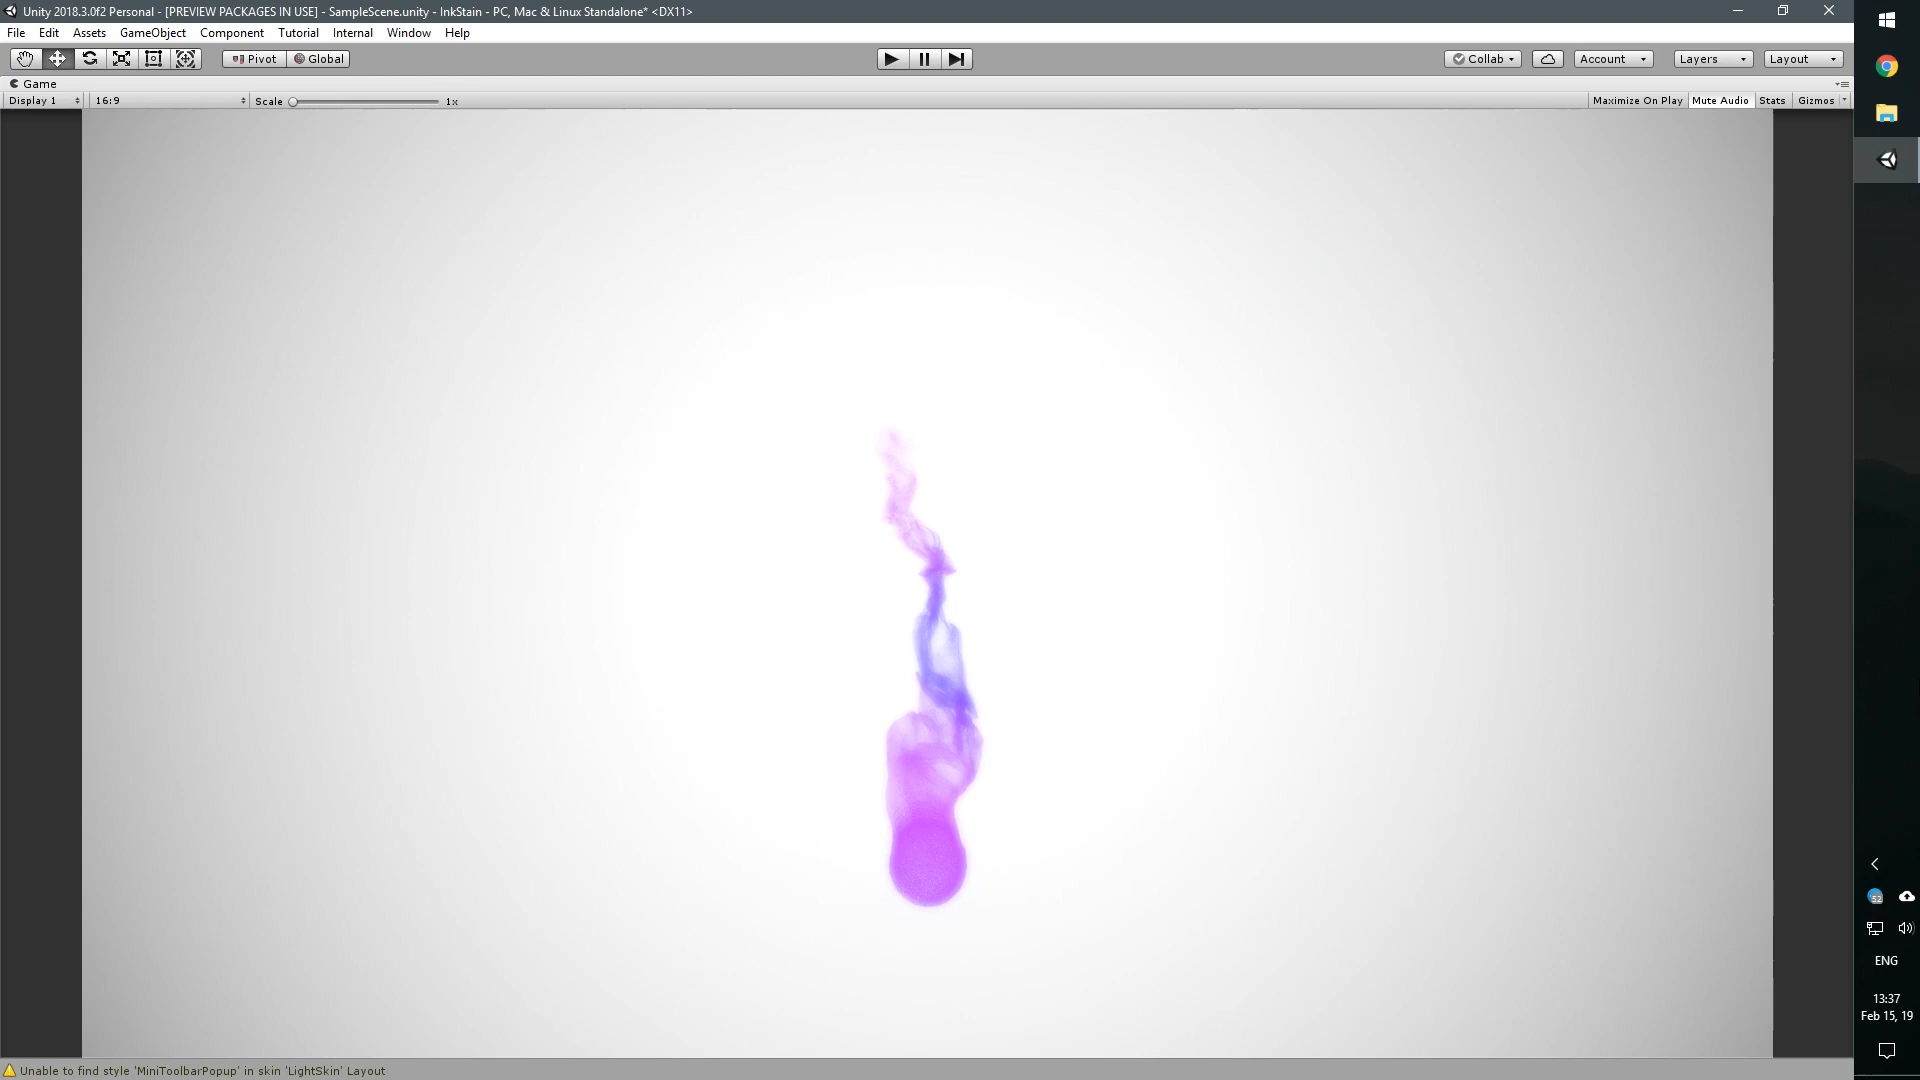 Unity 2018.3.0f2 Personal - [PREVIEW PACKAGES IN USE] - SampleScene.unity - InkStain - PC, Mac & Linux Standalone* <DX11>
File Edit Assets GameObject Component Tutorial Internal Window Help
Pivot Global Collab Account Layers Layout
Game
Display 1 16:9 Scale 1x Maximize On Play Mute Audio Stats Gizmos
52
ENG
13:37
Feb 15, 19
Unable to find style 'MiniToolbarPopup' in skin 'LightSkin' Layout